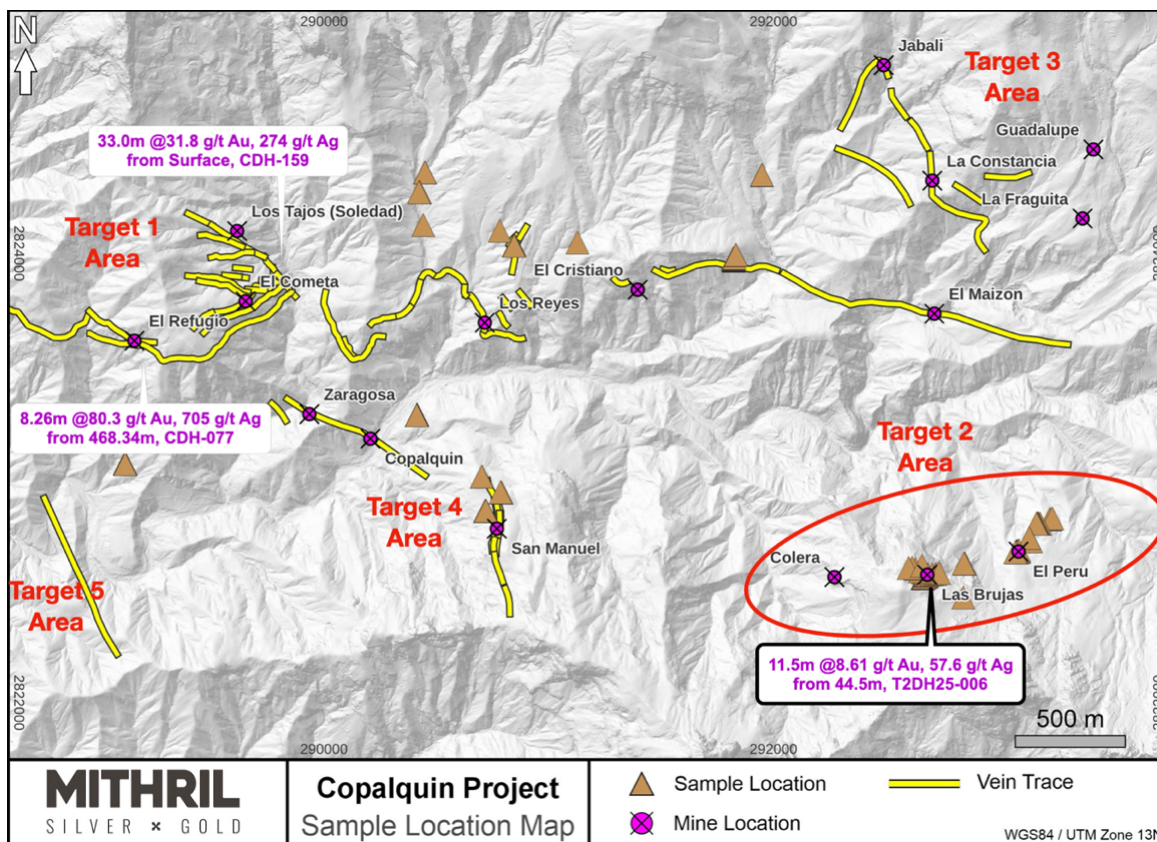 N
290000
292000
Jabali
Target 3
Area
Guadalupe
33.0m @31.8 g/t Au, 274 g/t Ag
from Surface, CDH-159
La Constancia
La Fraguita
Target 1
Area
Los Tajos (Soledad)
2824000
El Cristiano
El Cometa
Los Reyes
El Maizon
El Refugio
Zaragosa
8.26m @80.3 g/t Au, 705 g/t Ag
from 468.34m, CDH-077
Copalquin
Target 2
Area
Target 4
Area
San Manuel
Colera
El Peru
Las Brujas
Target 5
Area
11.5m @8.61 g/t Au, 57.6 g/t Ag
from 44.5m, T2DH25-006
2822000
500 m
290000
292000
MITHRIL
SILVER × GOLD
Copalquin Project
Sample Location Map
Sample Location
Vein Trace
Mine Location
WGS84 / UTM Zone 13N